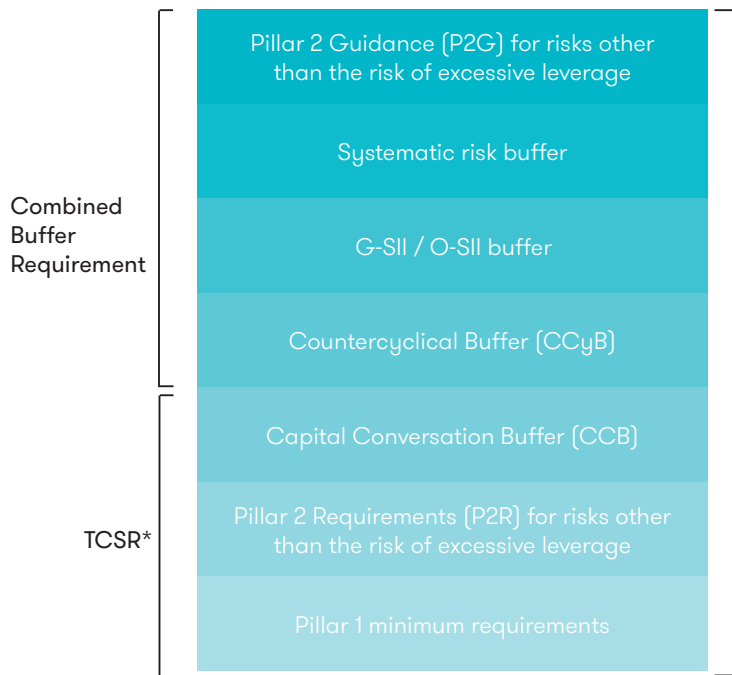 Pillar 2 Guidance (P2G) for risks other
than the risk of excessive leverage
Systematic risk buffer
Combined
Buffer
Requirement
G-SII / O-SII buffer
Countercyclical Buffer (CCyB)
Capital Conversation Buffer (CCB)
Pillar 2 Requirements (P2R) for risks other
than the risk of excessive leverage
TCSR*
Pillar 1 minimum requirements